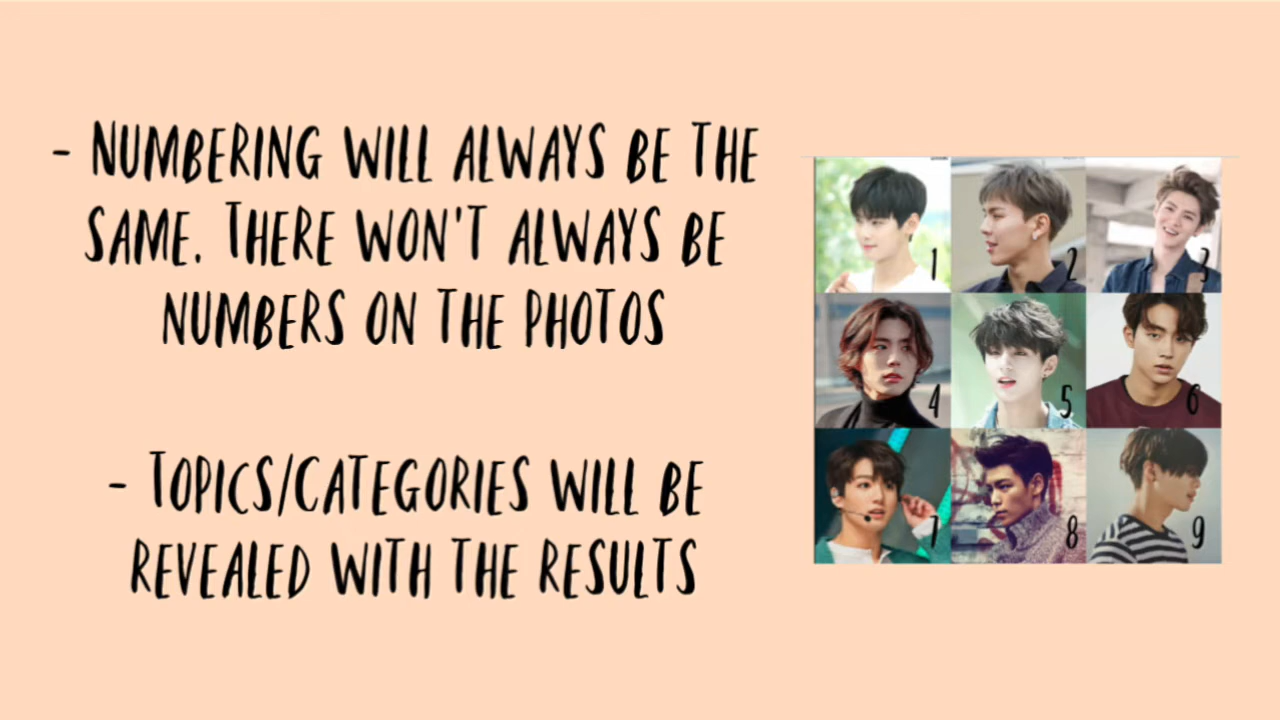 - NUMBERING WILL ALWAYS BE THE
SAME. THERE WON'T ALWAYS BE
NUMBERS ON THE PHOTOS
- TOPICS/CATEGORIES WILL BE
REVEALED WITH THE RESULTS
1 2 3
4 5 6
7 8 9